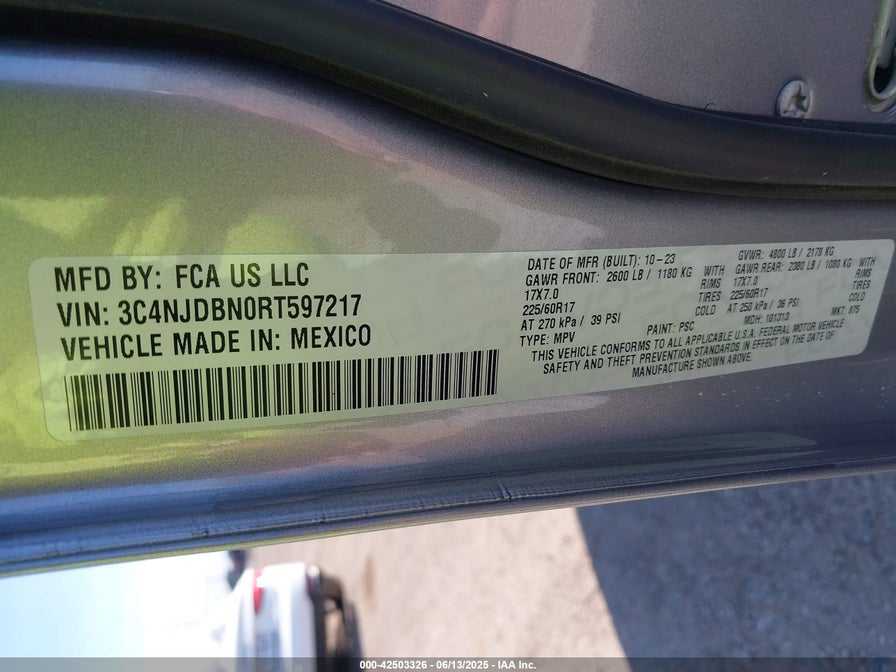 MFD BY: FCA US LLC
VIN: 3C4NJDBN0RT597217
VEHICLE MADE IN: MEXICO
DATE OF MFR (BUILT): 10-23
GVWR: 4800 LB / 2178 KG
GAWR FRONT: 2600 LB / 1180 KG WITH
GAWR REAR: 2380 LB / 1080 KG WITH
17X7.0 RIMS
17X7.0 TIRES
225/60R17 RIMS
225/60R17 TIRES
AT 270 kPa / 39 PSI COLD
AT 250 kPa / 36 PSI COLD
TYPE: MPV
PAINT: PSC
MDH: 101313
MKT: 875
THIS VEHICLE CONFORMS TO ALL APPLICABLE U.S.A. FEDERAL MOTOR VEHICLE
SAFETY AND THEFT PREVENTION STANDARDS IN EFFECT ON THE DATE OF
MANUFACTURE SHOWN ABOVE.
000-42503326 - 06/13/2025 - IAA Inc.